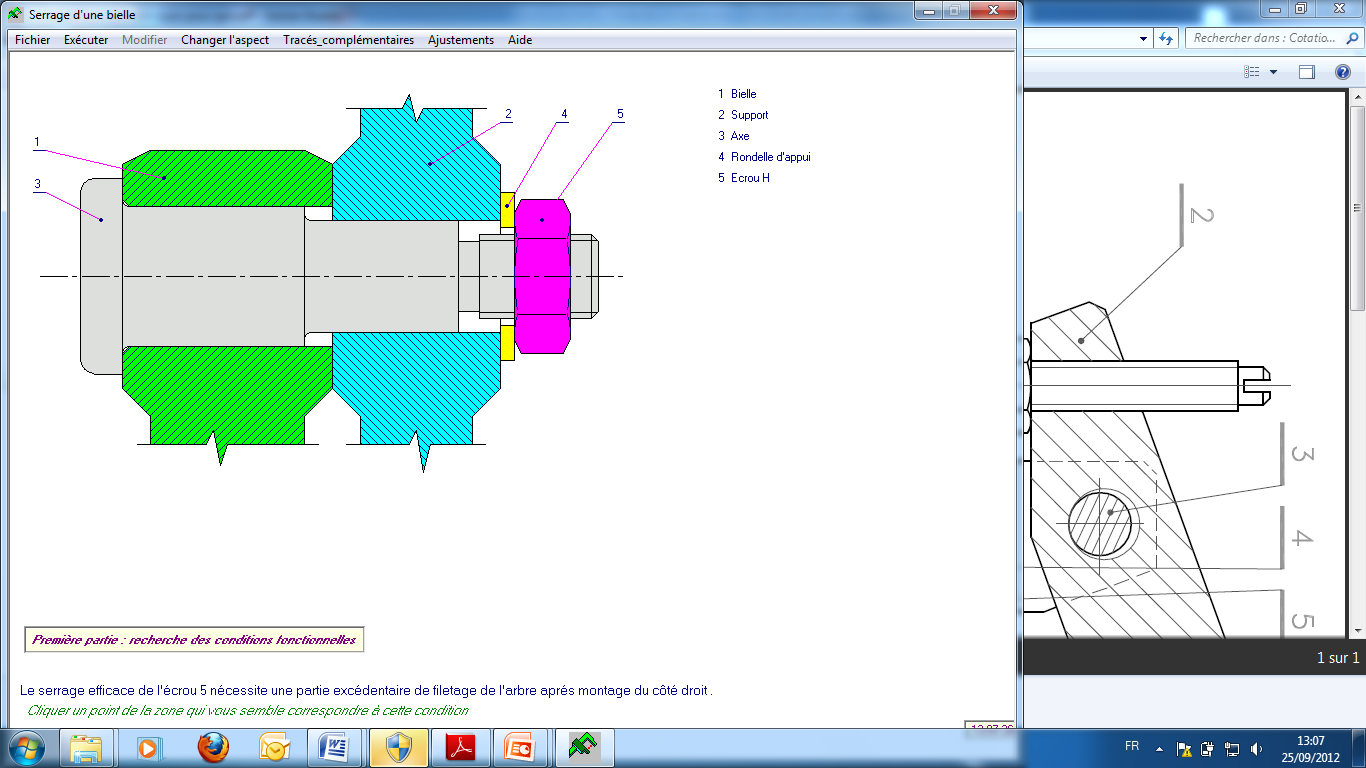 Serrage d'une bielle
Fichier Exécuter Modifier Changer l'aspect Tracés_complémentaires Ajustements Aide
Rechercher dans : Cotatio...
1 Bielle
2 Support
3 Axe
4 Rondelle d'appui
5 Ecrou H
1
3
2
4
5
2
3
4
5
Première partie : recherche des conditions fonctionnelles
1 sur 1
Le serrage efficace de l'écrou 5 nécessite une partie excédentaire de filetage de l'arbre aprés montage du côté droit .
Cliquer un point de la zone qui vous semble correspondre à cette condition
FR
13:07
25/09/2012